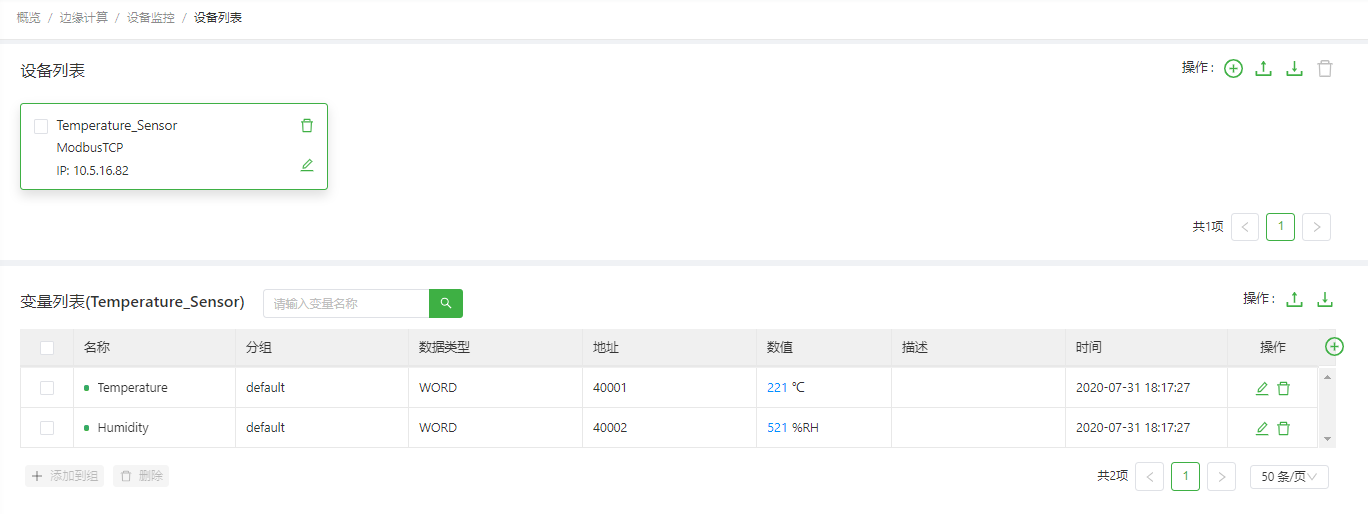 概览 / 边缘计算 / 设备监控 / 设备列表
设备列表
操作：
Temperature_Sensor
ModbusTCP
IP: 10.5.16.82
共1项 < 1 >
变量列表(Temperature_Sensor) 请输入变量名称
操作：
名称 分组 数据类型 地址 数值 描述 时间 操作
Temperature default WORD 40001 221 ℃ 2020-07-31 18:17:27
Humidity default WORD 40002 521 %RH 2020-07-31 18:17:27
+ 添加到组 删除
共2项 < 1 > 50 条/页